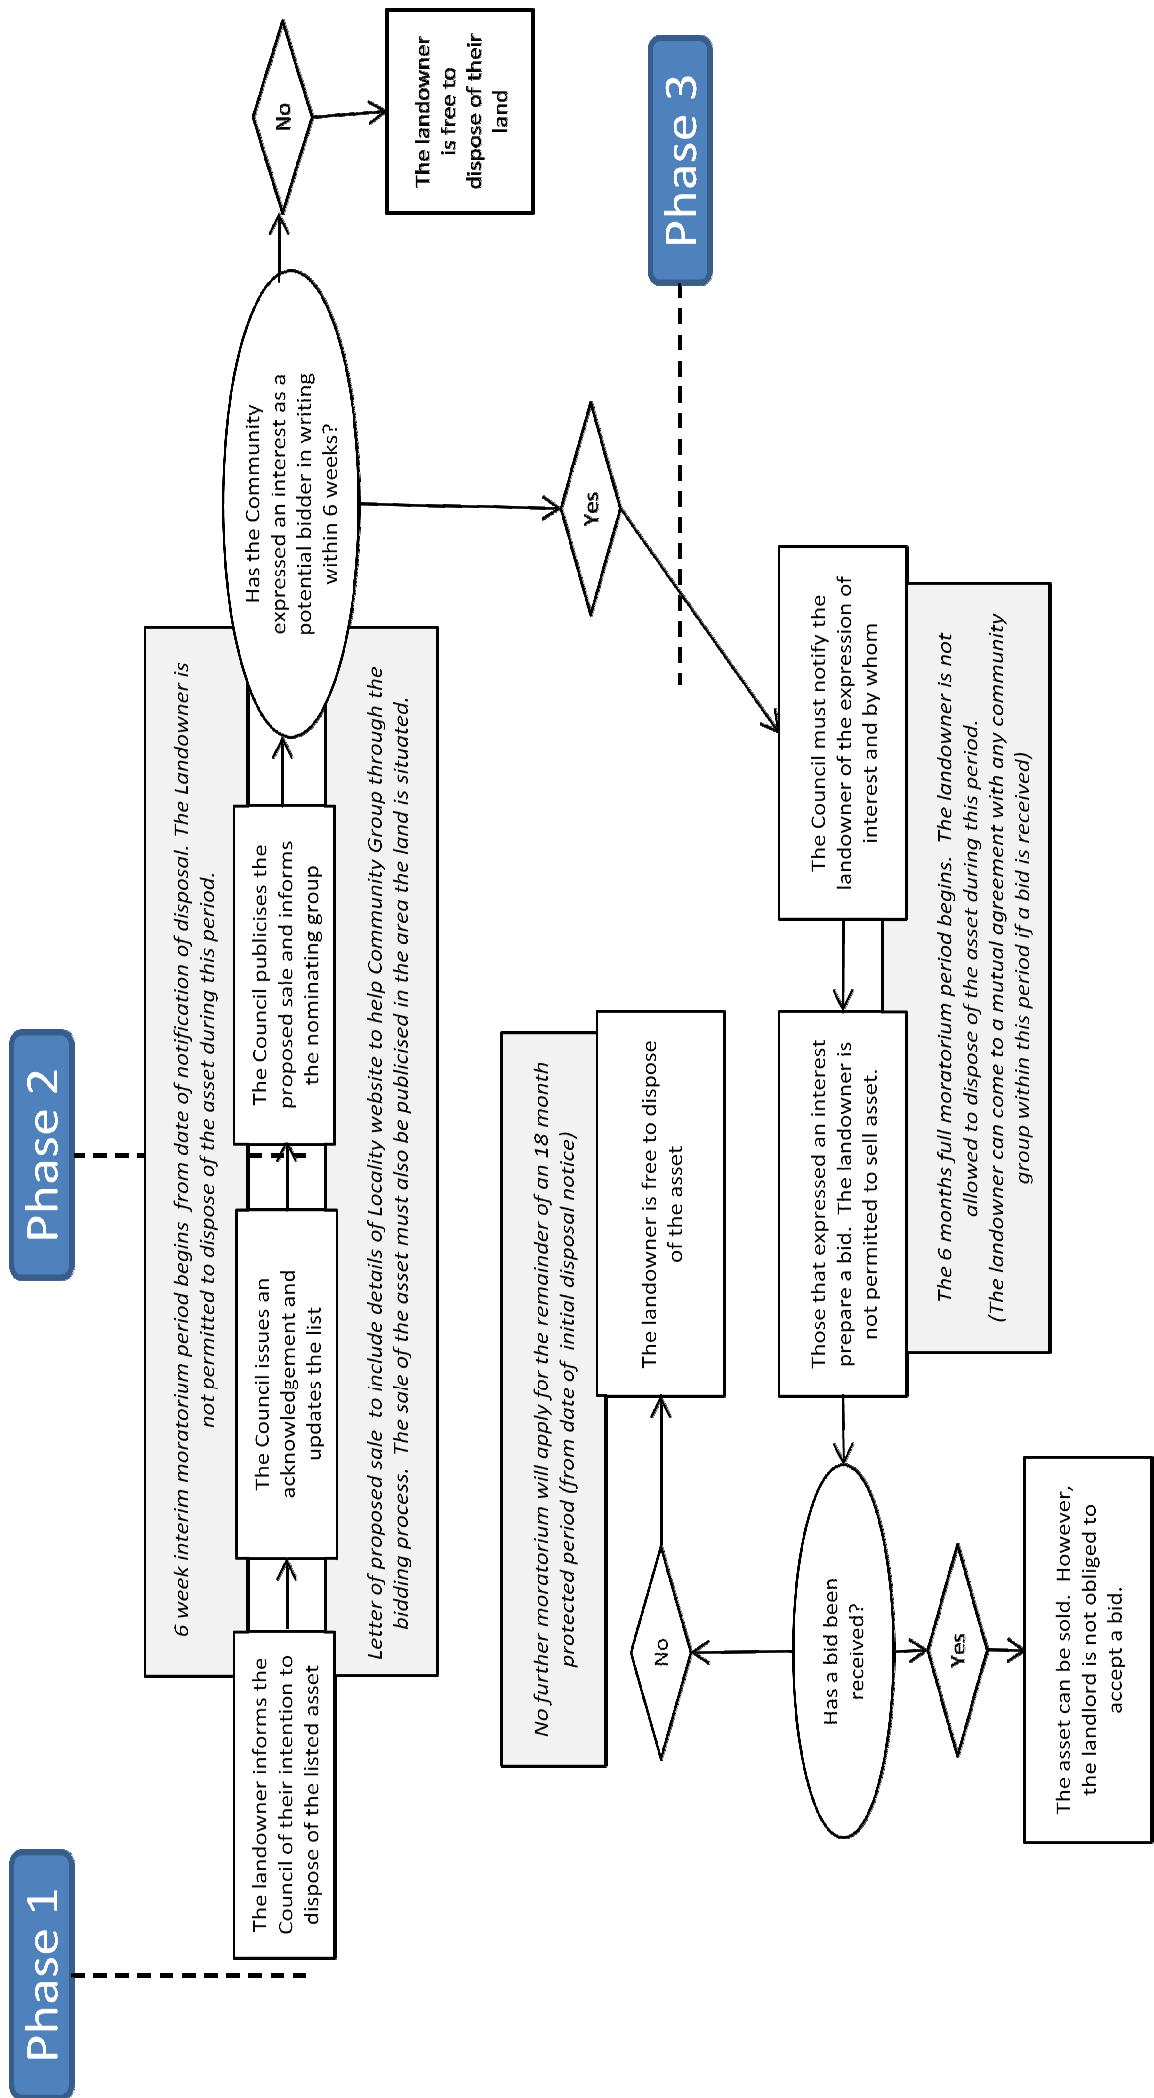 Phase 1
Phase 2
6 week interim moratorium period begins from date of notification of disposal. The Landowner is
not permitted to dispose of the asset during this period.
The landowner informs the
Council of their intention to
dispose of the listed asset
The Council issues an
acknowledgement and
updates the list
The Council publicises the
proposed sale and informs
the nominating group
Has the Community
expressed an interest as a
potential bidder in writing
within 6 weeks?
No
The landowner
is free to
dispose of their
land
Letter of proposed sale to include details of Locality website to help Community Group through the
bidding process. The sale of the asset must also be publicised in the area the land is situated.
Yes
Phase 3
No further moratorium will apply for the remainder of an 18 month
protected period (from date of initial disposal notice)
No
The landowner is free to dispose
of the asset
Has a bid been
received?
Those that expressed an interest
prepare a bid. The landowner is
not permitted to sell asset.
The Council must notify the
landowner of the expression of
interest and by whom
The 6 months full moratorium period begins. The landowner is not
allowed to dispose of the asset during this period.
(The landowner can come to a mutual agreement with any community
group within this period if a bid is received)
Yes
The asset can be sold. However,
the landlord is not obliged to
accept a bid.